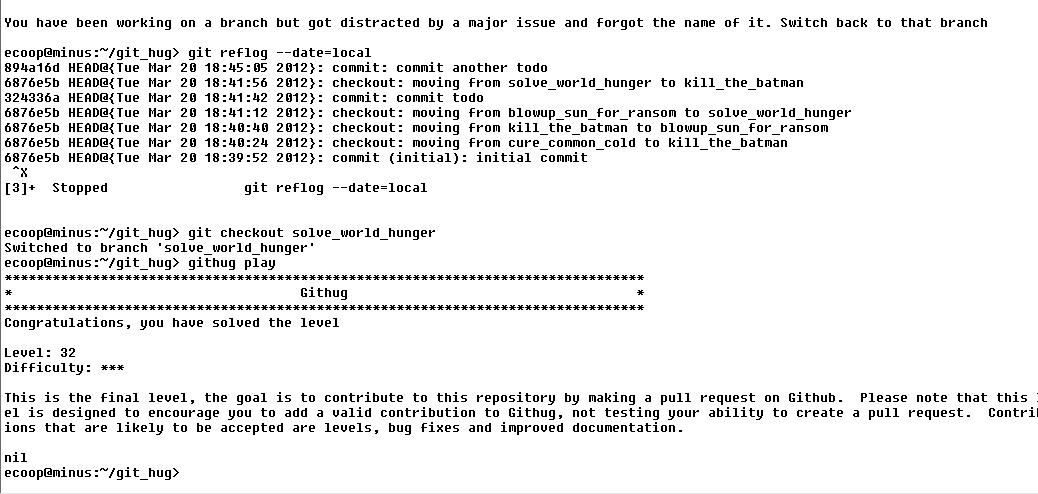 You have been working on a branch but got distracted by a major issue and forgot the name of it. Switch back to that branch
ecoop@minus:~/git_hug> git reflog --date=local
894a16d HEAD@{Tue Mar 20 18:45:05 2012}: commit: commit another todo
6876e5b HEAD@{Tue Mar 20 18:41:56 2012}: checkout: moving from solve_world_hunger to kill_the_batman
324336a HEAD@{Tue Mar 20 18:41:42 2012}: commit: commit todo
6876e5b HEAD@{Tue Mar 20 18:41:12 2012}: checkout: moving from blowup_sun_for_ransom to solve_world_hunger
6876e5b HEAD@{Tue Mar 20 18:40:40 2012}: checkout: moving from kill_the_batman to blowup_sun_for_ransom
6876e5b HEAD@{Tue Mar 20 18:40:24 2012}: checkout: moving from cure_common_cold to kill_the_batman
6876e5b HEAD@{Tue Mar 20 18:39:52 2012}: commit (initial): initial commit
^X
[3]+  Stopped                 git reflog --date=local
ecoop@minus:~/git_hug> git checkout solve_world_hunger
Switched to branch 'solve_world_hunger'
ecoop@minus:~/git_hug> githug play
********************************************************************************
*                                    Githug                                    *
********************************************************************************
Congratulations, you have solved the level
Level: 32
Difficulty: ***
This is the final level, the goal is to contribute to this repository by making a pull request on Github.  Please note that this l
el is designed to encourage you to add a valid contribution to Githug, not testing your ability to create a pull request.  Contri
ions that are likely to be accepted are levels, bug fixes and improved documentation.
nil
ecoop@minus:~/git_hug>